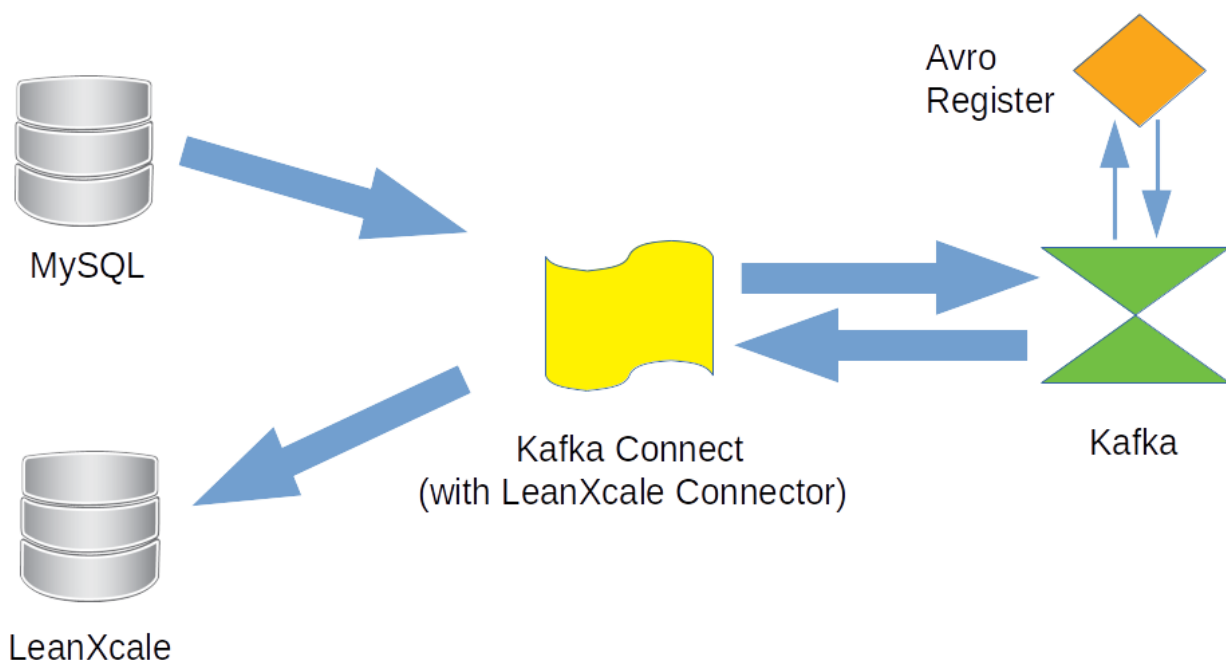 Avro
Register
MySQL
Kafka Connect
(with LeanXcale Connector)
Kafka
LeanXcale